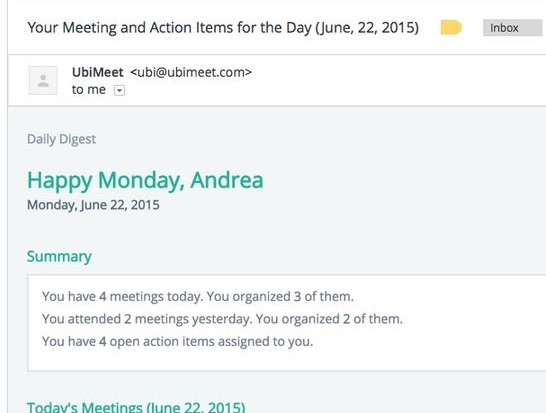 Your Meeting and Action Items for the Day (June, 22, 2015) Inbox
UbiMeet <ubi@ubimeet.com>
to me
Daily Digest
Happy Monday, Andrea
Monday, June 22, 2015
Summary
You have 4 meetings today. You organized 3 of them.
You attended 2 meetings yesterday. You organized 2 of them.
You have 4 open action items assigned to you.
Today's Meetings (June 22, 2015)